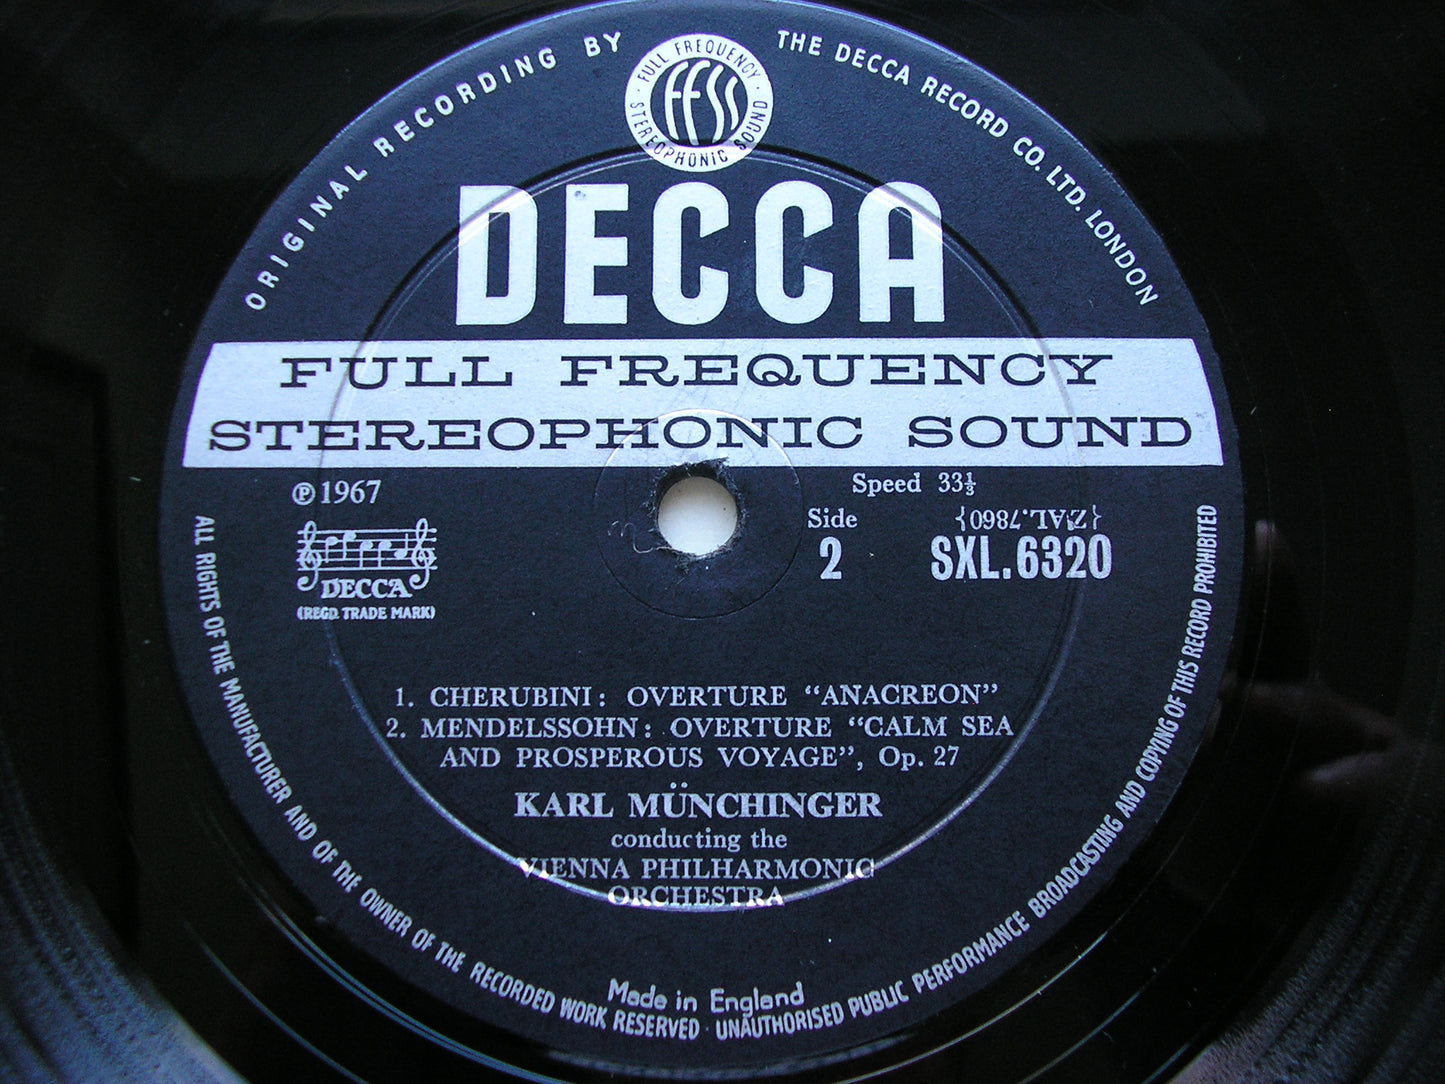 ORIGINAL RECORDING BY
THE DECCA RECORD CO. LTD. LONDON
FULL FREQUENCY
STEREOPHONIC SOUND
FFSS
DECCA
FULL FREQUENCY
STEREOPHONIC SOUND
℗ 1967
DECCA
(REGD. TRADE MARK)
Speed 33⅓
Side
2
{ZAL.7860}
SXL.6320
1. CHERUBINI: OVERTURE “ANACREON”
2. MENDELSSOHN: OVERTURE “CALM SEA
AND PROSPEROUS VOYAGE”, Op. 27
KARL MÜNCHINGER
conducting the
VIENNA PHILHARMONIC
ORCHESTRA
Made in England
ALL RIGHTS OF THE MANUFACTURER AND OF THE OWNER OF THE RECORDED WORK RESERVED · UNAUTHORISED PUBLIC PERFORMANCE BROADCASTING AND COPYING OF THIS RECORD PROHIBITED